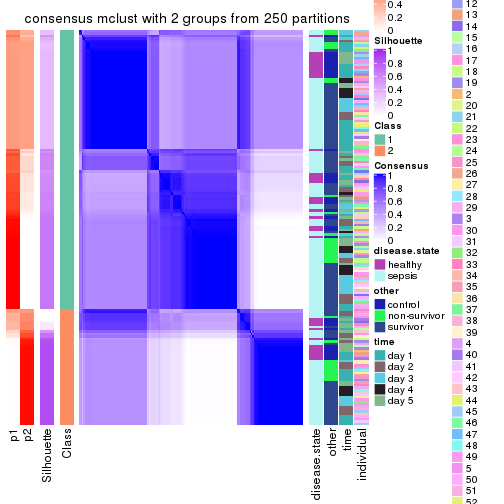 consensus mclust with 2 groups from 250 partitions
p1
p2
Silhouette
Class
disease.state
other
time
individual
0.4
0.2
0
Silhouette
1
0.8
0.6
0.4
0.2
0
Class
1
2
Consensus
1
0.8
0.6
0.4
0.2
0
disease.state
healthy
sepsis
other
control
non-survivor
survivor
time
day 1
day 2
day 3
day 4
day 5
12
13
14
15
16
17
18
19
2
20
21
22
23
24
25
26
27
28
29
3
30
31
32
33
34
35
36
37
38
39
4
40
41
42
43
44
45
46
47
48
49
5
50
51
52